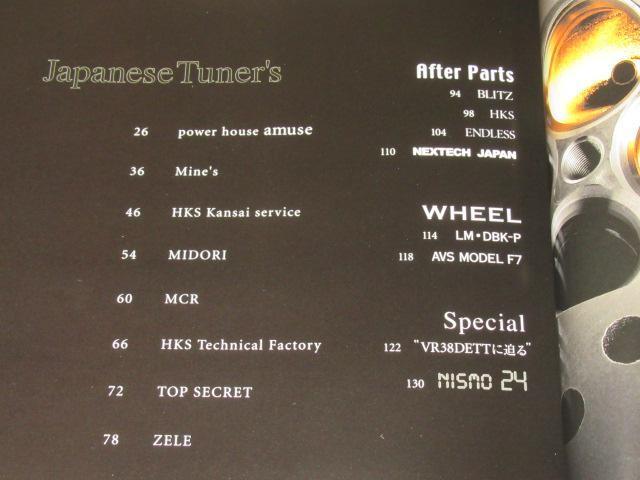 Japanese Tuner's
26 power house amuse
36 Mine's
46 HKS Kansai service
54 MIDORI
60 MCR
66 HKS Technical Factory
72 TOP SECRET
78 ZELE
After Parts
94 BLITZ
98 HKS
104 ENDLESS
110 NEXTECH JAPAN
WHEEL
114 LM・DBK-P
118 AVS MODEL F7
Special
122 "VR38DETTに迫る"
130 NISMO 24